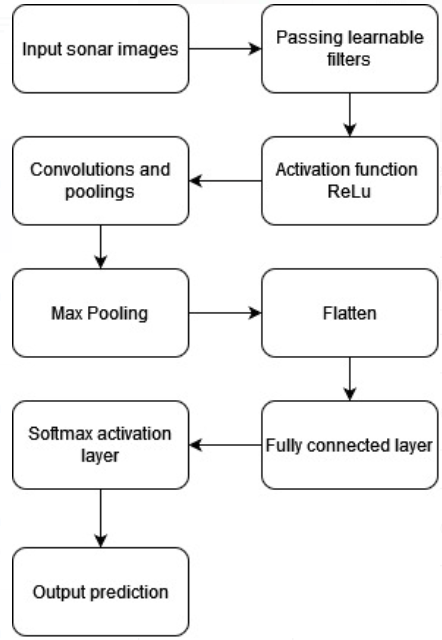 Input sonar images
Passing learnable
filters
Activation function
ReLu
Convolutions and
poolings
Max Pooling
Flatten
Fully connected layer
Softmax activation
layer
Output prediction